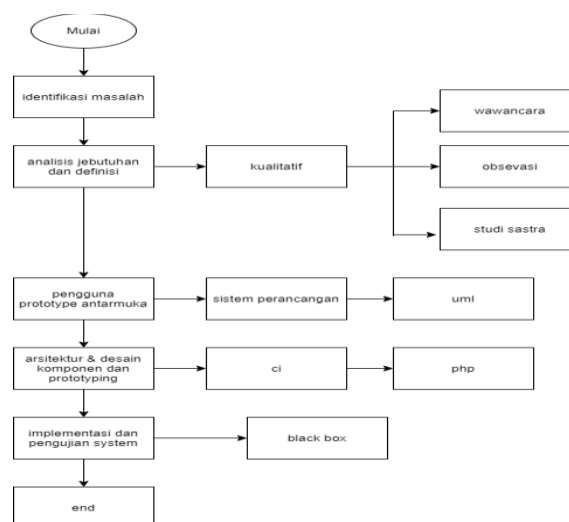 Mulai
identifikasi masalah
wawancara
analisis jebutuhan
dan definisi
kualitatif
obsevasi
studi sastra
pengguna
prototype antarmuka
sistem perancangan
uml
arsitektur & desain
komponen dan
prototyping
ci
php
implementasi dan
pengujian system
black box
end